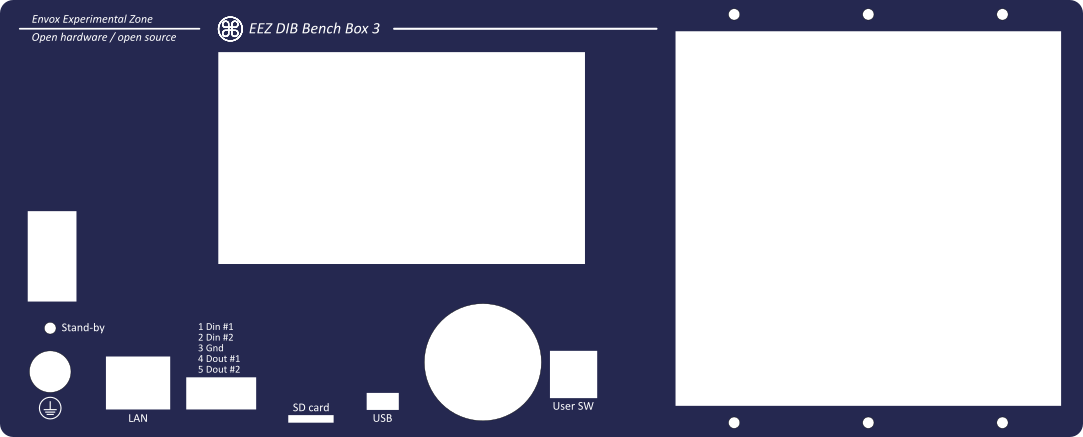 Envox Experimental Zone
Open hardware / open source
EEZ DIB Bench Box 3
Stand-by
1 Din #1
2 Din #2
3 Gnd
4 Dout #1
5 Dout #2
LAN
SD card
USB
User SW